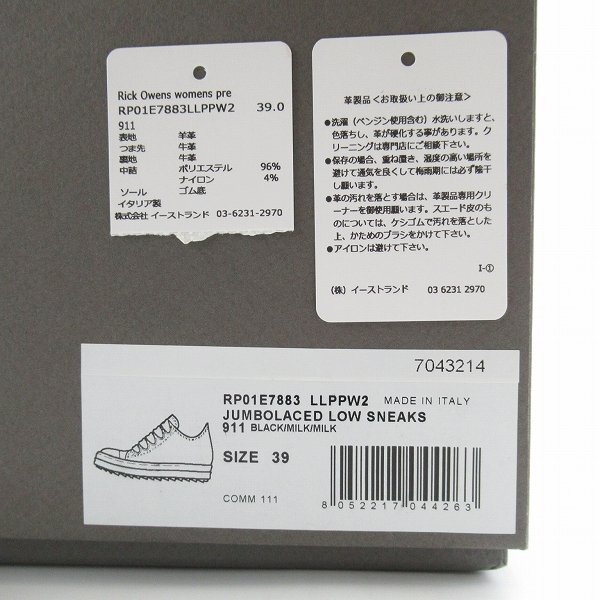 Rick Owens womens pre
RP01E7883LLPPW2 39.0
911
表地 羊革
つま先 牛革
裏地 牛革
中詰 ポリエステル 96%
ナイロン 4%
ソール ゴム底
イタリア製
株式会社 イーストランド 03-6231-2970
革製品<お取扱い上の御注意>
●洗濯(ベンジン使用含む)水洗いしますと、
色落ちし、革が硬化する事があります。ク
リーニングは専門店にご相談下さい。
●保存の場合、重ね置き、湿度の高い場所を
避けて通気を良くして梅雨期には必ず陰干
し願います。
●革の汚れを落とす場合は、革製品専用クリ
ーナーを御使用願います。スエード皮のも
のについては、ケシゴムで汚れを落とした
上、かためのブラシをかけて下さい。
●アイロンは避けて下さい。
I-①
(株)イーストランド 03 6231 2970
7043214
RP01E7883 LLPPW2 MADE IN ITALY
JUMBOLACED LOW SNEAKS
911 BLACK/MILK/MILK
SIZE 39
COMM 111
8052217044263